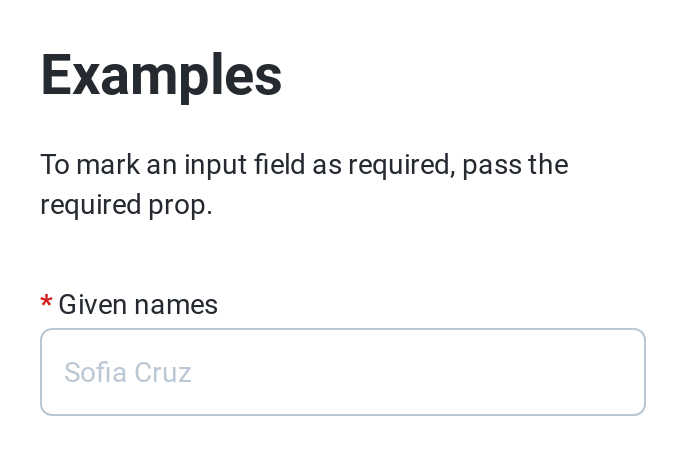 Examples
To mark an input field as required, pass the
required prop.
* Given names
Sofia Cruz